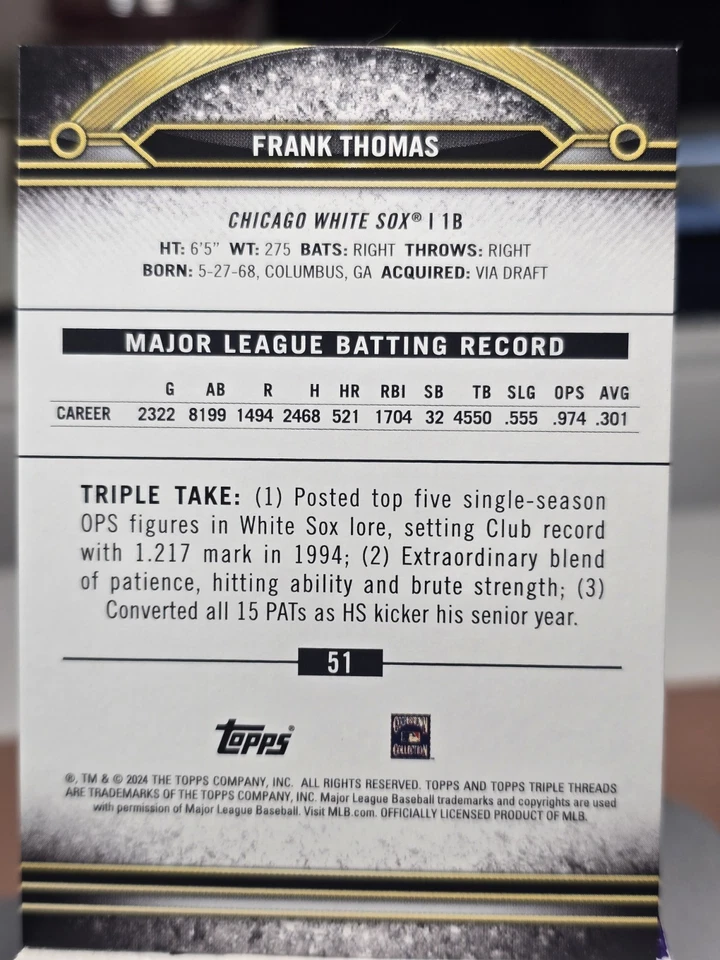 FRANK THOMAS
CHICAGO WHITE SOX® | 1B
HT: 6'5" WT: 275 BATS: RIGHT THROWS: RIGHT
BORN: 5-27-68, COLUMBUS, GA ACQUIRED: VIA DRAFT
MAJOR LEAGUE BATTING RECORD
G AB R H HR RBI SB TB SLG OPS AVG
CAREER 2322 8199 1494 2468 521 1704 32 4550 .555 .974 .301
TRIPLE TAKE: (1) Posted top five single-season
OPS figures in White Sox lore, setting Club record
with 1.217 mark in 1994; (2) Extraordinary blend
of patience, hitting ability and brute strength; (3)
Converted all 15 PATs as HS kicker his senior year.
51
Topps®
COOPERSTOWN
COLLECTION
®, TM & © 2024 THE TOPPS COMPANY, INC. ALL RIGHTS RESERVED. TOPPS AND TOPPS TRIPLE THREADS
ARE TRADEMARKS OF THE TOPPS COMPANY, INC. Major League Baseball trademarks and copyrights are used
with permission of Major League Baseball. Visit MLB.com. OFFICIALLY LICENSED PRODUCT OF MLB.